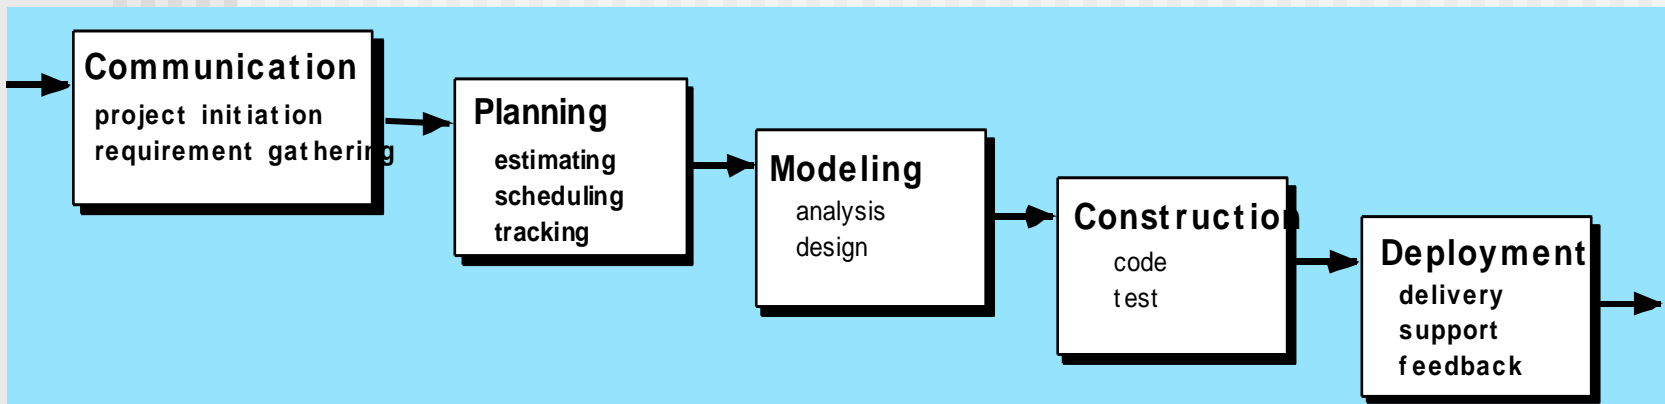 Communication
project initiation
requirement gathering
Planning
estimating
scheduling
tracking
Modeling
analysis
design
Construction
code
test
Deployment
delivery
support
feedback